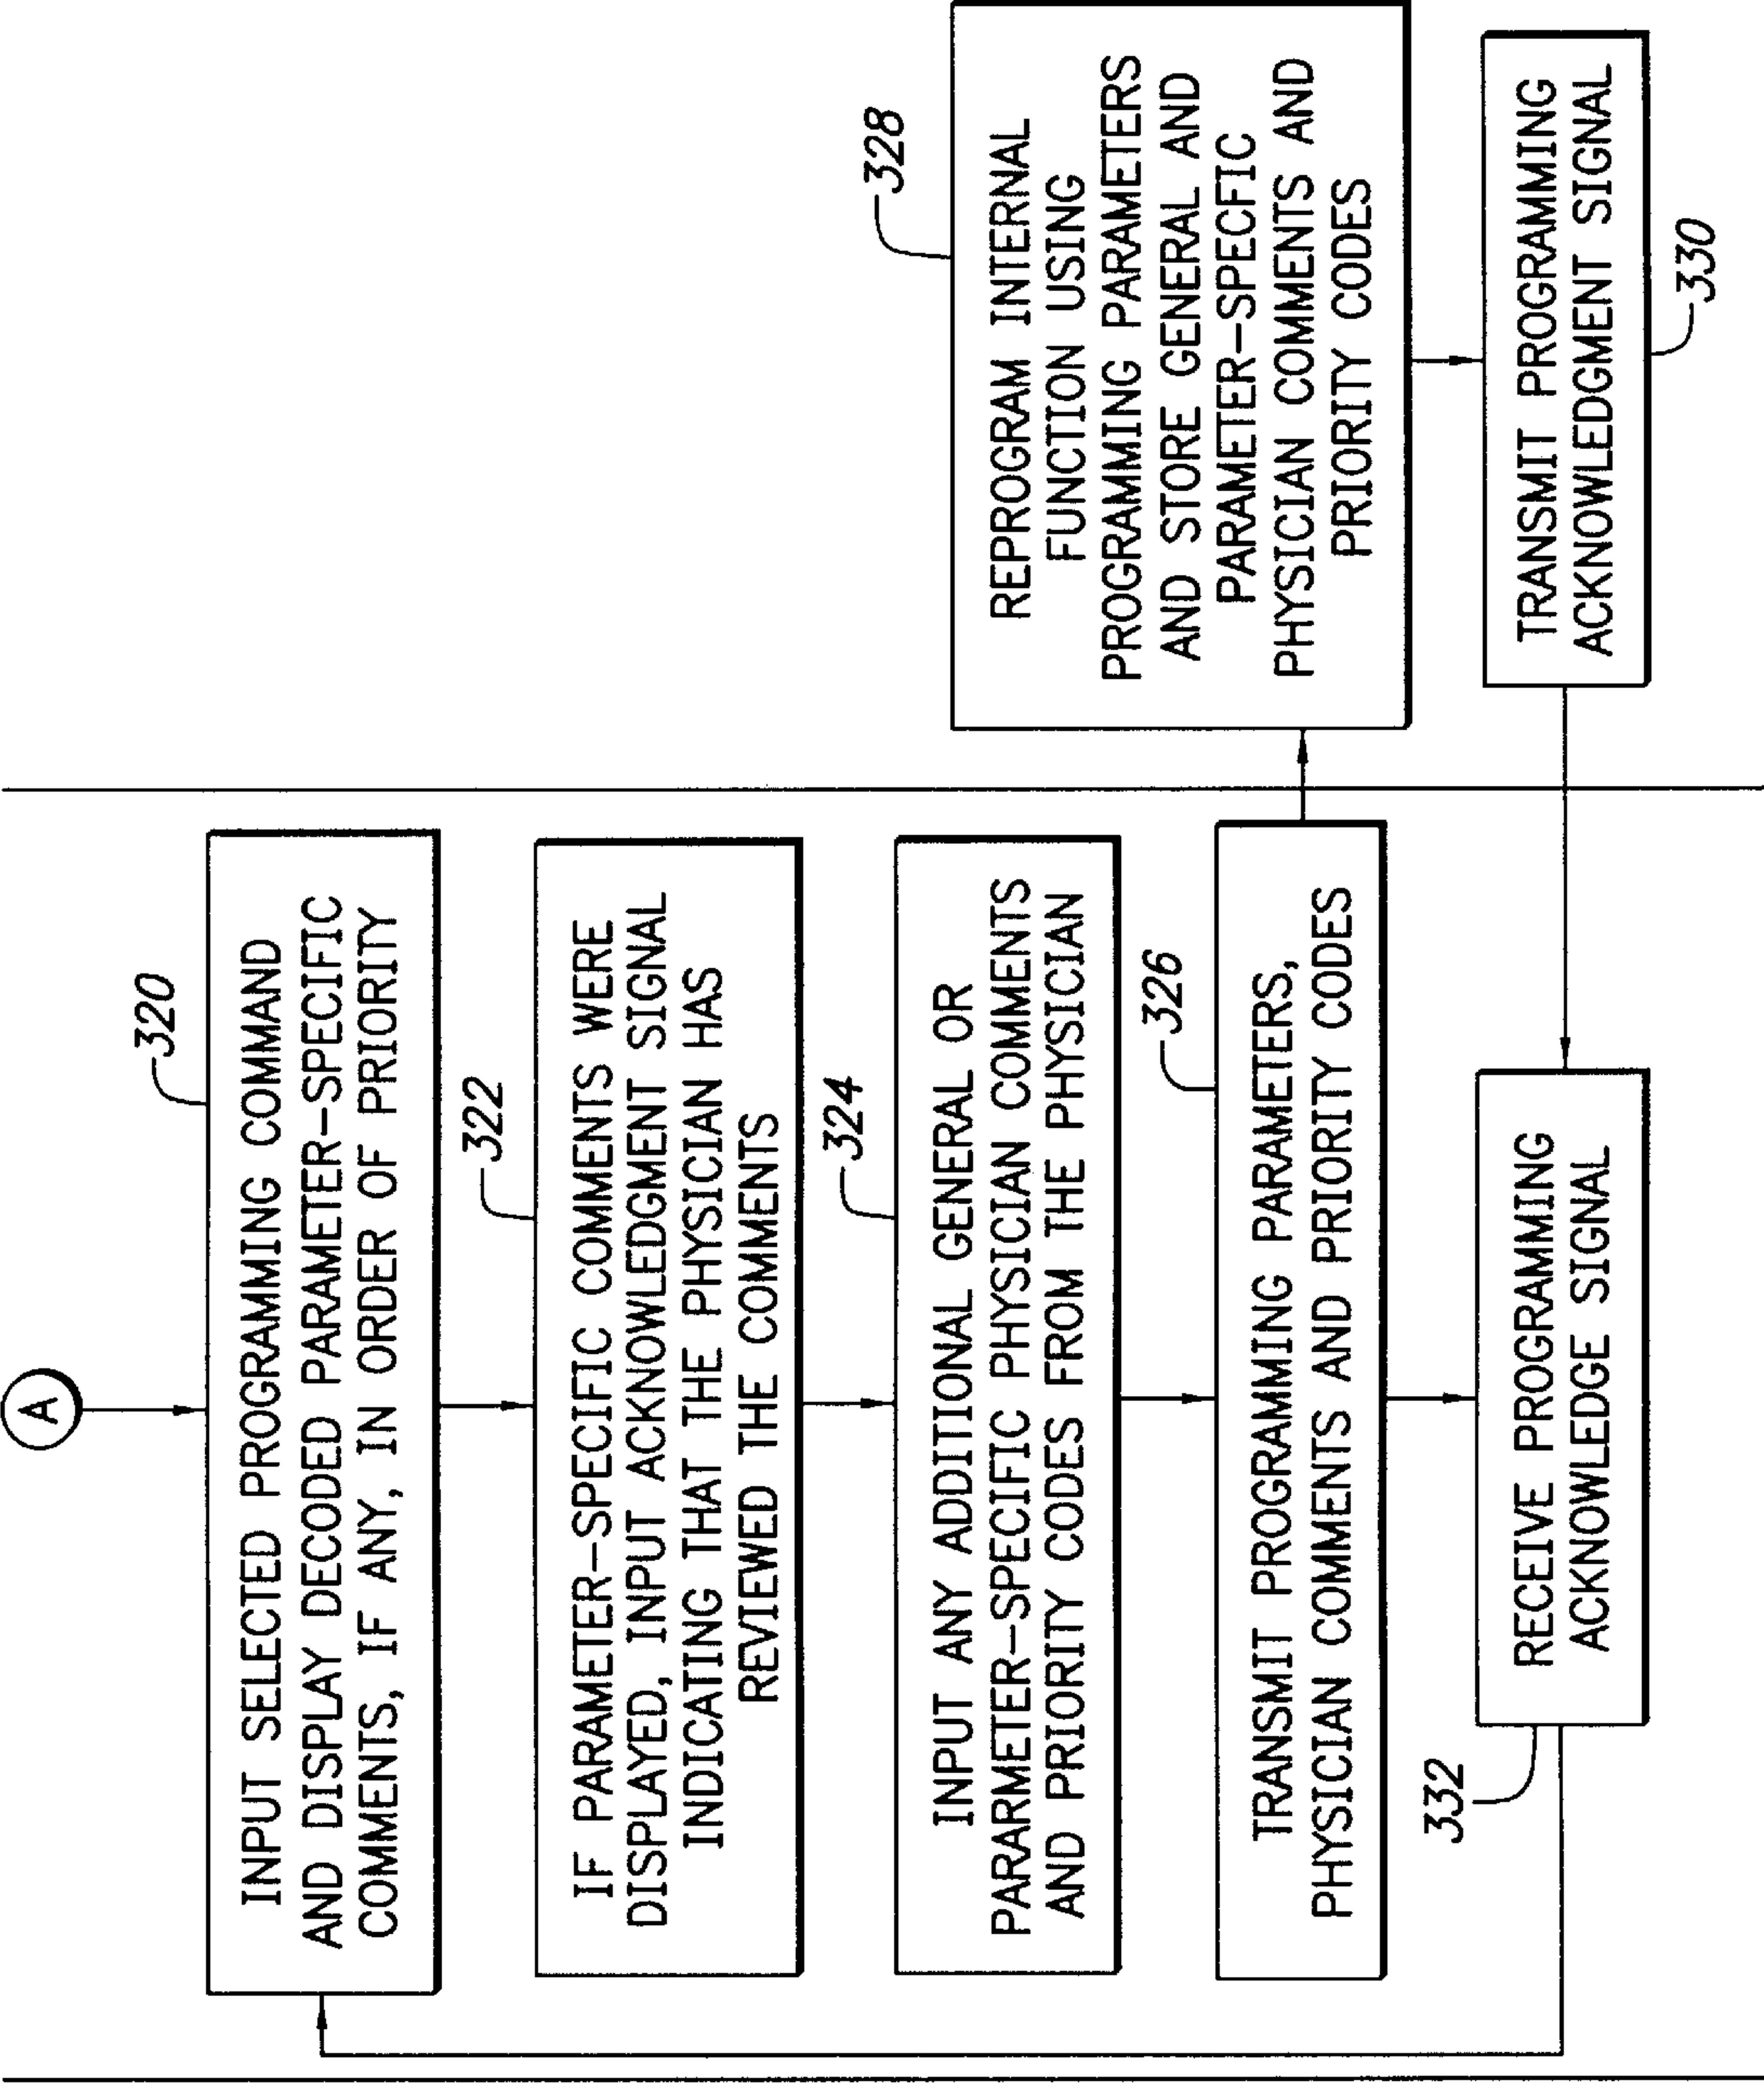 A
320
INPUT SELECTED PROGRAMMING COMMAND
AND DISPLAY DECODED PARAMETER-SPECIFIC
COMMENTS, IF ANY, IN ORDER OF PRIORITY
322
IF PARAMETER-SPECIFIC COMMENTS WERE
DISPLAYED, INPUT ACKNOWLEDGMENT SIGNAL
INDICATING THAT THE PHYSICIAN HAS
REVIEWED THE COMMENTS
324
INPUT ANY ADDITIONAL GENERAL OR
PARARMETER-SPECIFIC PHYSICIAN COMMENTS
AND PRIORITY CODES FROM THE PHYSICIAN
326
TRANSMIT PROGRAMMING PARAMETERS,
PHYSICIAN COMMENTS AND PRIORITY CODES
328
REPROGRAM INTERNAL
FUNCTION USING
PROGRAMMING PARAMETERS
AND STORE GENERAL AND
PARAMETER-SPECFIC
PHYSICIAN COMMENTS AND
PRIORITY CODES
TRANSMIT PROGRAMMING
ACKNOWLEDGMENT SIGNAL
330
332
RECEIVE PROGRAMMING
ACKNOWLEDGE SIGNAL